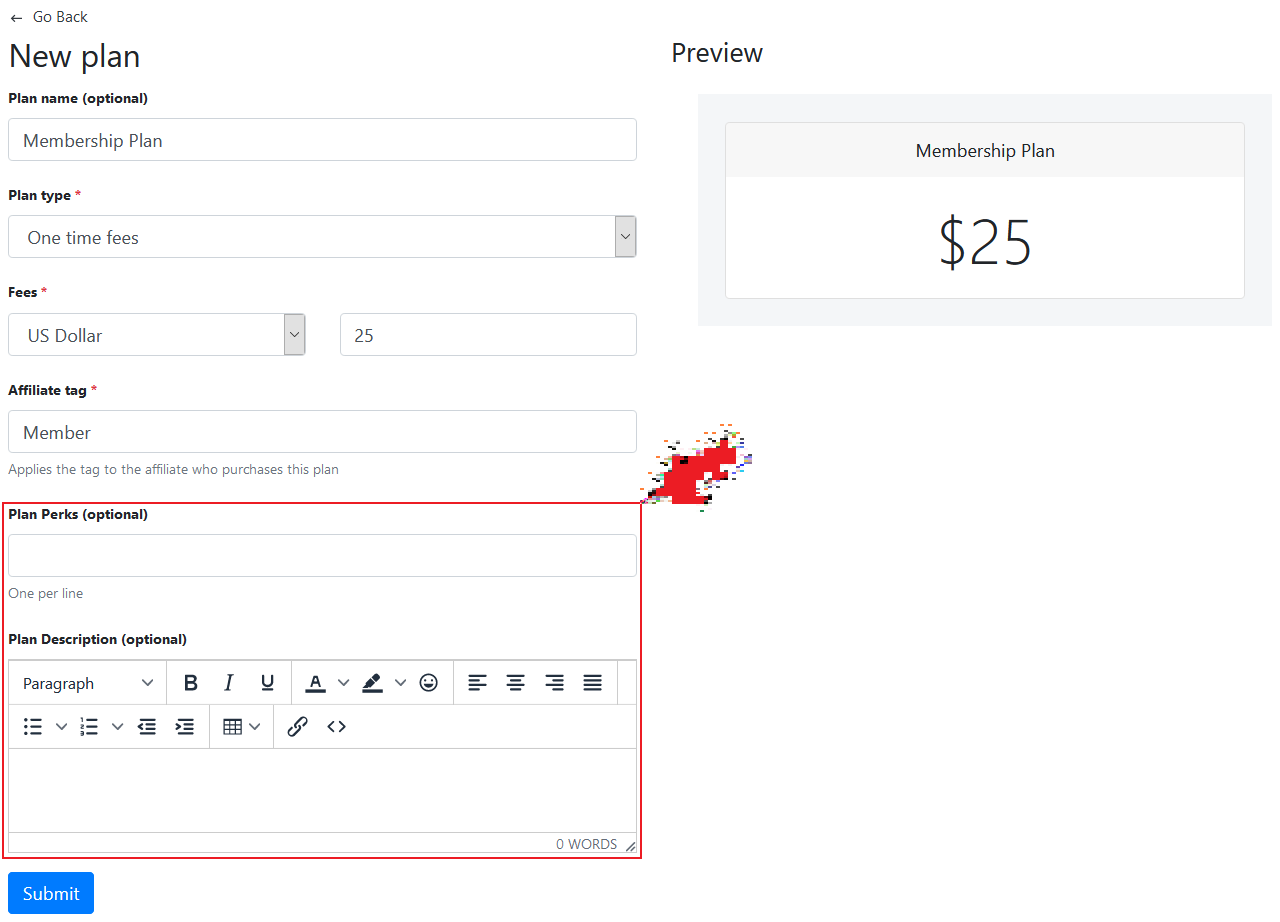 ← Go Back
New plan
Plan name (optional)
Membership Plan
Plan type *
One time fees
Fees *
US Dollar
25
Affiliate tag *
Member
Applies the tag to the affiliate who purchases this plan
Plan Perks (optional)
One per line
Plan Description (optional)
Paragraph
B I U A
0 WORDS
Submit
Preview
Membership Plan
$25